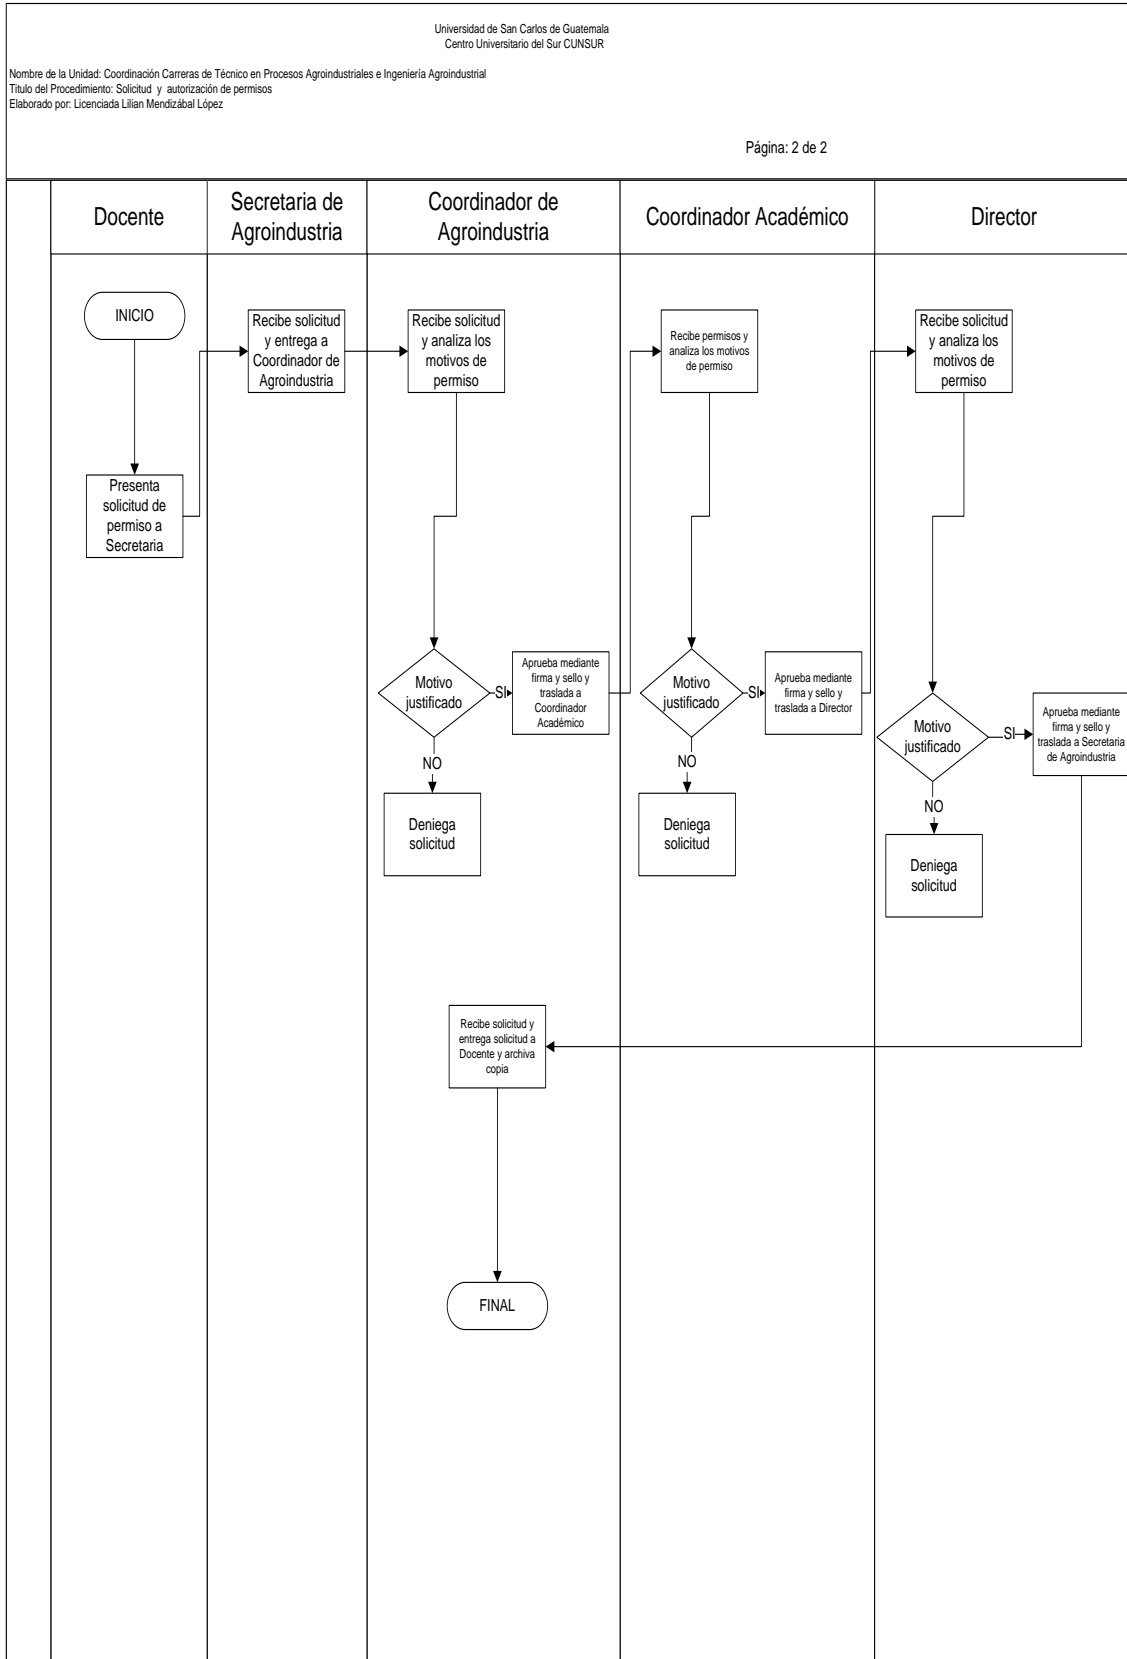 Universidad de San Carlos de Guatemala
Centro Universitario del Sur CUNSUR
Nombre de la Unidad: Coordinación Carreras de Técnico en Procesos Agroindustriales e Ingeniería Agroindustrial
Titulo del Procedimiento: Solicitud y autorización de permisos
Elaborado por: Licenciada Lilian Mendizábal López
Página: 2 de 2
Docente
Secretaria de
Agroindustria
Coordinador de
Agroindustria
Coordinador Académico
Director
INICIO
Presenta
solicitud de
permiso a
Secretaria
Recibe solicitud
y entrega a
Coordinador de
Agroindustria
Recibe solicitud
y analiza los
motivos de
permiso
Recibe permisos y
analiza los motivos
de permiso
Recibe solicitud
y analiza los
motivos de
permiso
Motivo
justificado
SI
Aprueba mediante
firma y sello y
traslada a
Coordinador
Académico
NO
Deniega
solicitud
Motivo
justificado
SI
Aprueba mediante
firma y sello y
traslada a Director
NO
Deniega
solicitud
Motivo
justificado
SI
Aprueba mediante
firma y sello y
traslada a Secretaria
de Agroindustria
NO
Deniega
solicitud
Recibe solicitud y
entrega solicitud a
Docente y archiva
copia
FINAL